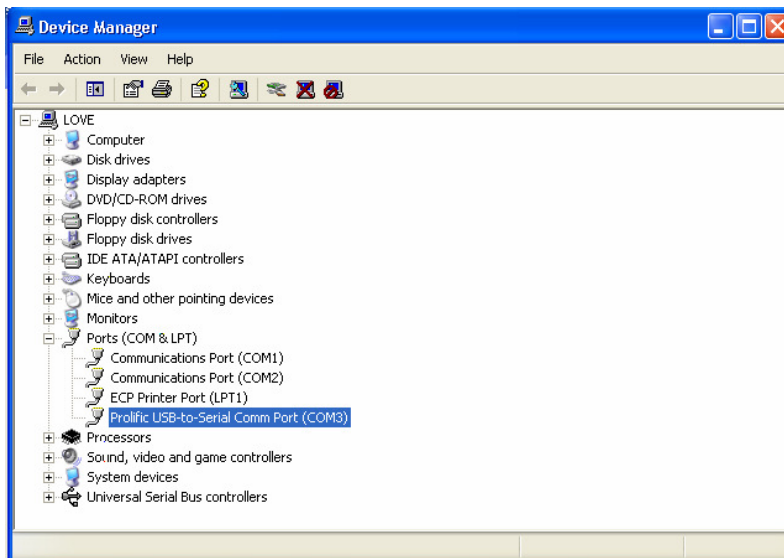 Device Manager
File Action View Help
LOVE
Computer
Disk drives
Display adapters
DVD/CD-ROM drives
Floppy disk controllers
Floppy disk drives
IDE ATA/ATAPI controllers
Keyboards
Mice and other pointing devices
Monitors
Ports (COM & LPT)
Communications Port (COM1)
Communications Port (COM2)
ECP Printer Port (LPT1)
Prolific USB-to-Serial Comm Port (COM3)
Processors
Sound, video and game controllers
System devices
Universal Serial Bus controllers